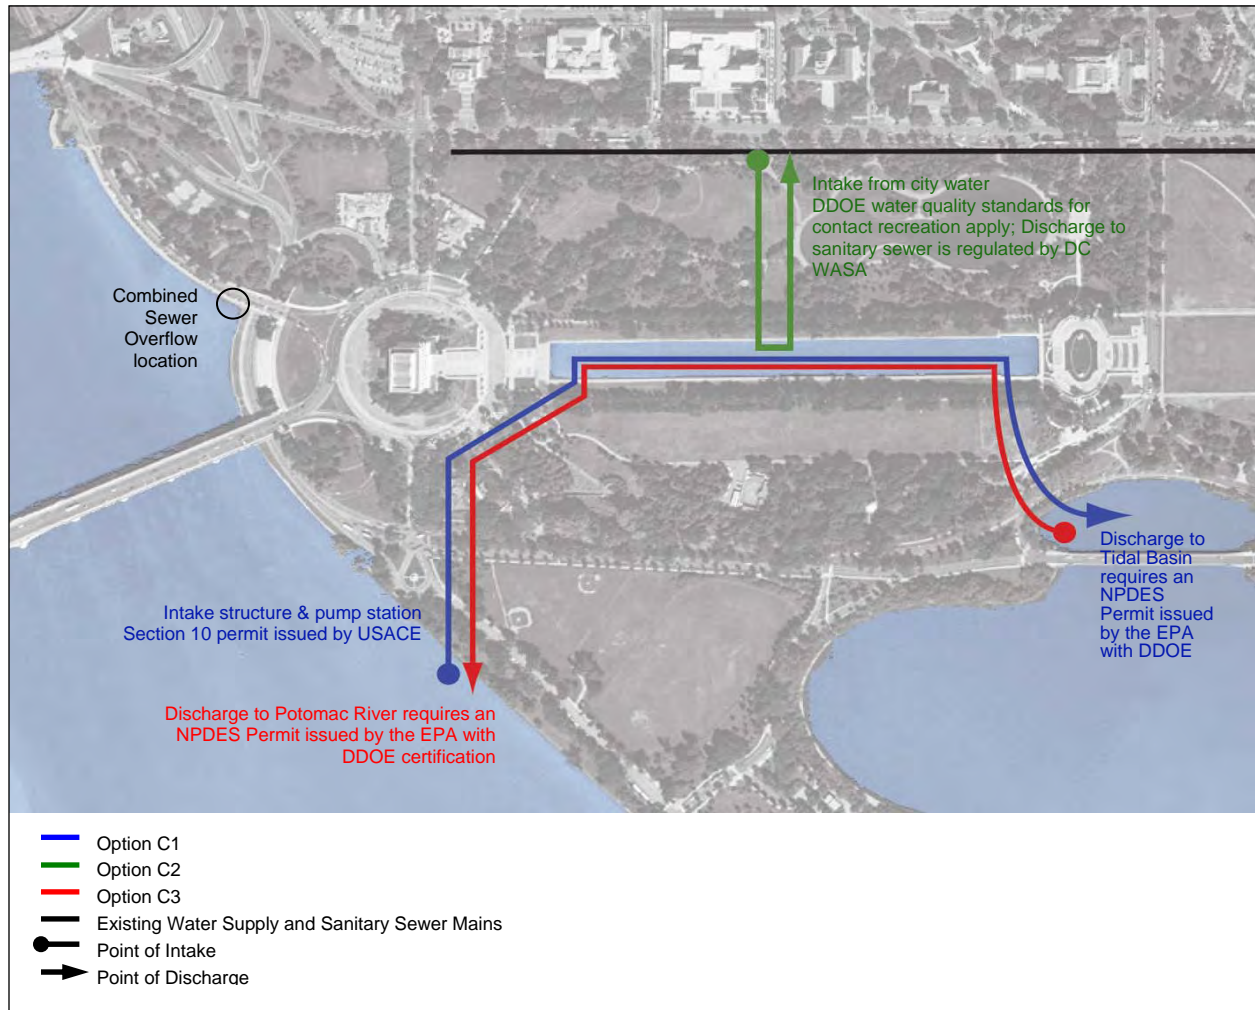 Intake from city water
DDOE water quality standards for
contact recreation apply; Discharge to
sanitary sewer is regulated by DC
WASA
Combined
Sewer
Overflow
location
Intake structure & pump station
Section 10 permit issued by USACE
Discharge to
Tidal Basin
requires an
NPDES
Permit issued
by the EPA
with DDOE
Discharge to Potomac River requires an
NPDES Permit issued by the EPA with
DDOE certification
Option C1
Option C2
Option C3
Existing Water Supply and Sanitary Sewer Mains
Point of Intake
Point of Discharge